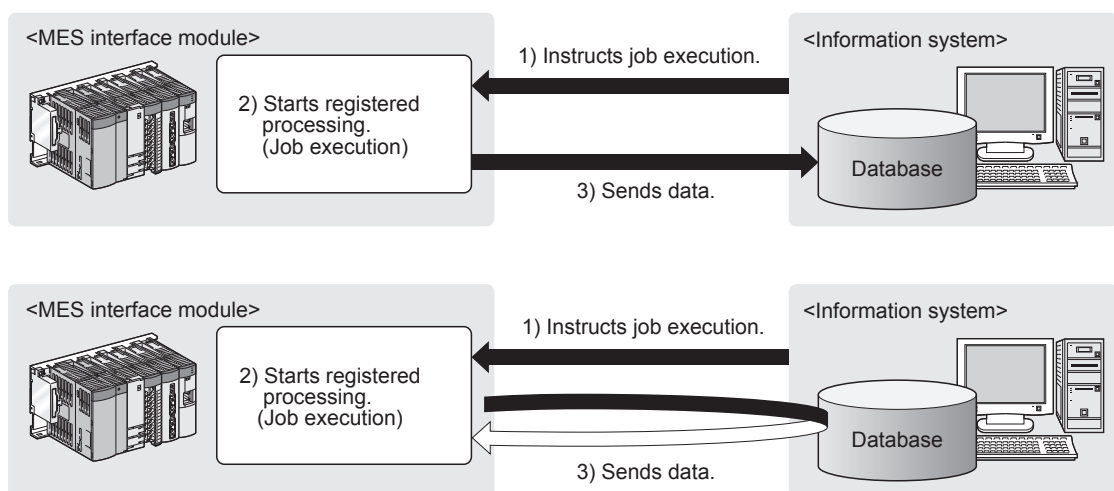 <MES interface module>
1) Instructs job execution.
<Information system>
2) Starts registered
processing.
(Job execution)
3) Sends data.
Database
<MES interface module>
1) Instructs job execution.
<Information system>
2) Starts registered
processing.
(Job execution)
3) Sends data.
Database